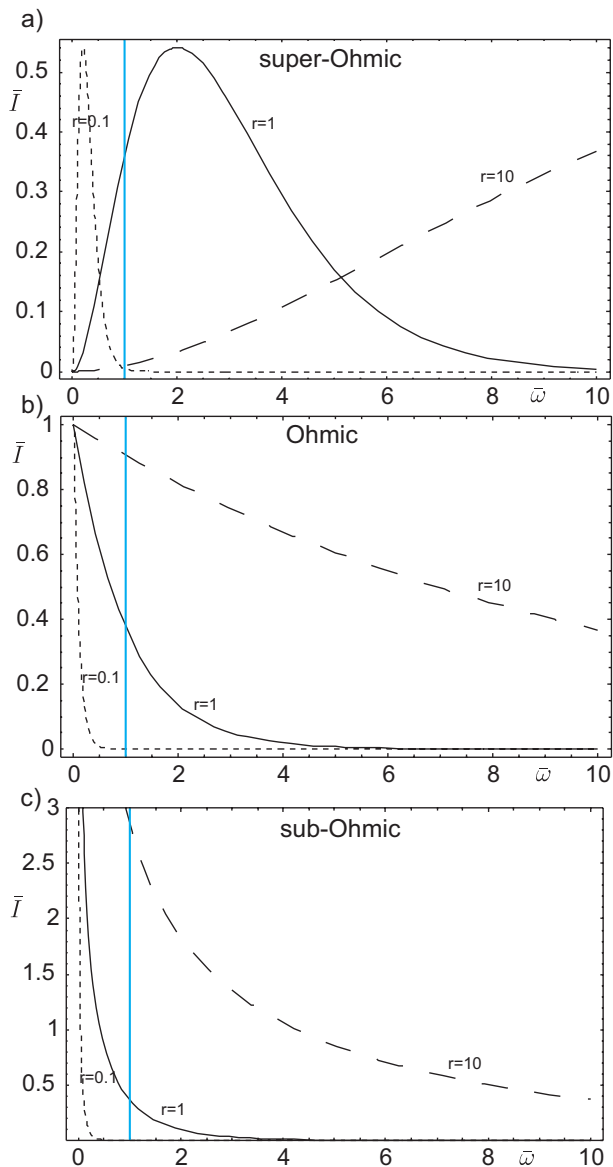 a)
super-Ohmic
0.5
Ī
r=0.1
r=1
0.4
r=10
0.3
0.2
0.1
0
0 2 4 6 8 ω̄ 10
b)
Ohmic
1
Ī
0.8
0.6
r=10
0.4
r=0.1
0.2
r=1
0
0 2 4 6 8 ω̄ 10
c)
sub-Ohmic
3
2.5
2
Ī
1.5
1
r=10
r=0.1
0.5
r=1
0 2 4 6 8 ω̄ 10